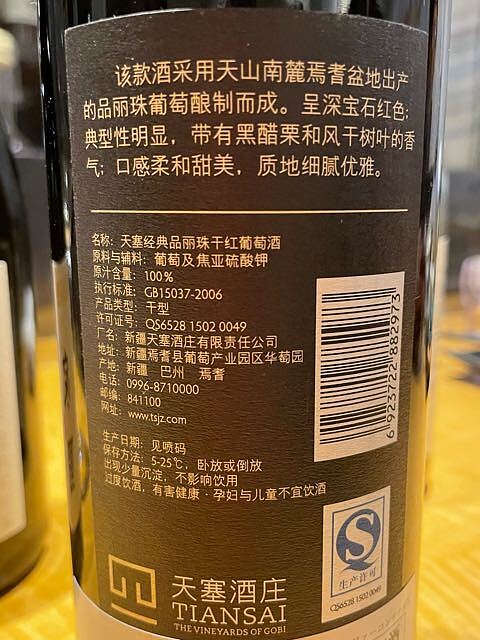 该款酒采用天山南麓焉耆盆地出产
的品丽珠葡萄酿制而成。呈深宝石红色;
典型性明显，带有黑醋栗和风干树叶的香
气; 口感柔和甜美，质地细腻优雅。
名称: 天塞经典品丽珠干红葡萄酒
原料与辅料: 葡萄及焦亚硫酸钾
原汁含量: 100%
执行标准: GB15037-2006
产品类型: 干型
许可证号: QS6528 1502 0049
厂名: 新疆天塞酒庄有限责任公司
地址: 新疆焉耆县葡萄产业园区华萄园
产地: 新疆 巴州 焉耆
电话: 0996-8710000
邮编: 841100
网址: www.tsjz.com
生产日期: 见喷码
保存方法: 5-25℃, 卧放或倒放
出现少量沉淀, 不影响饮用
过度饮酒, 有害健康·孕妇与儿童不宜饮酒
6 923722 882973
生产许可
QS6528 1502 0049
天塞酒庄
TIANSAI
THE VINEYARDS OF GOBI